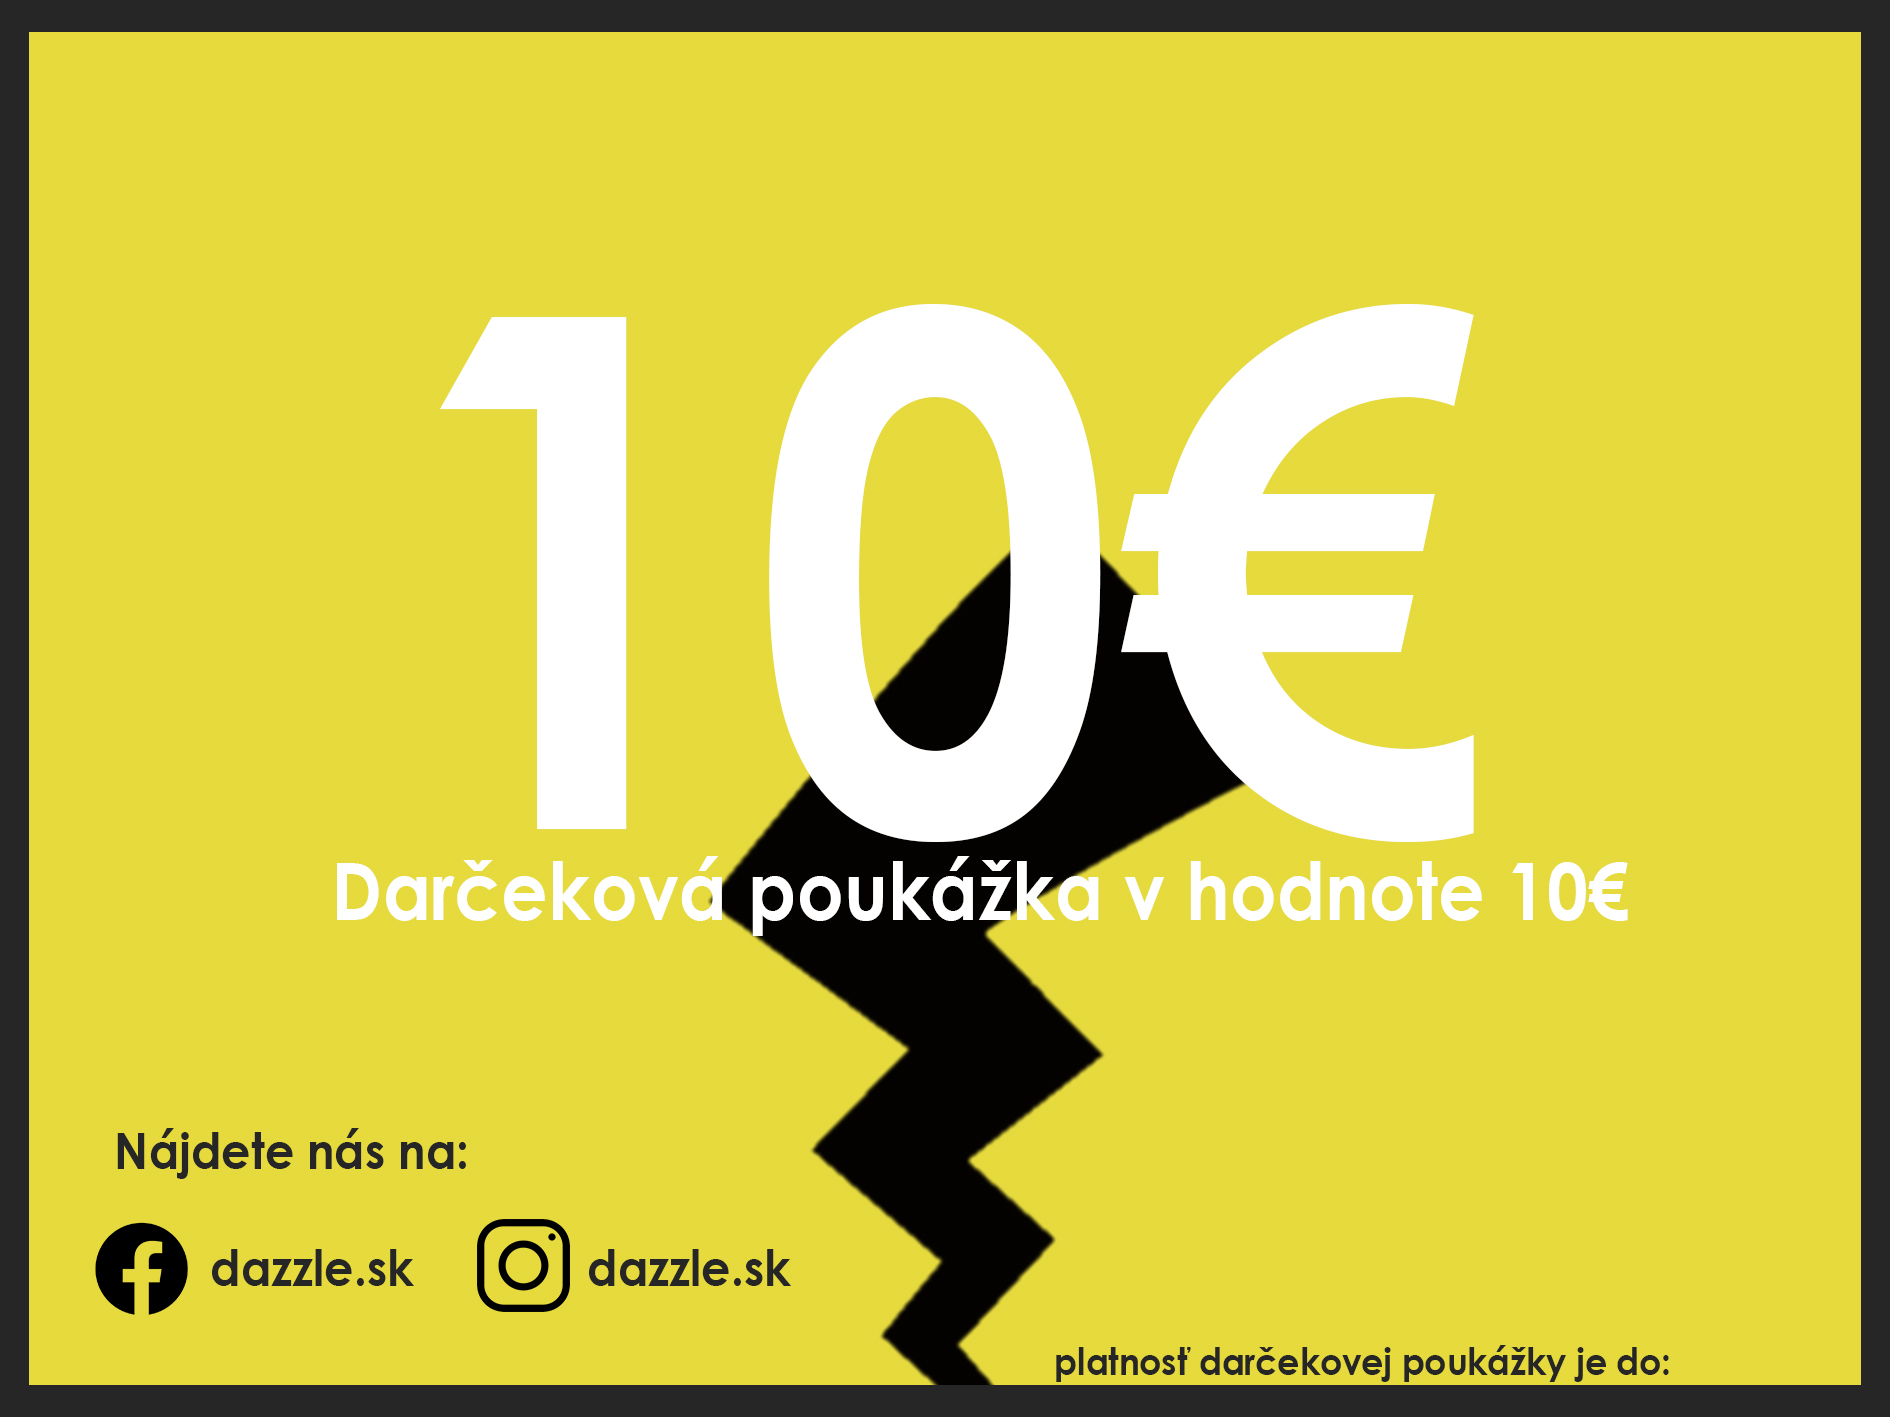 10€
Darčeková poukážka v hodnote 10€
Nájdete nás na:
dazzle.sk dazzle.sk
platnosť darčekovej poukážky je do: